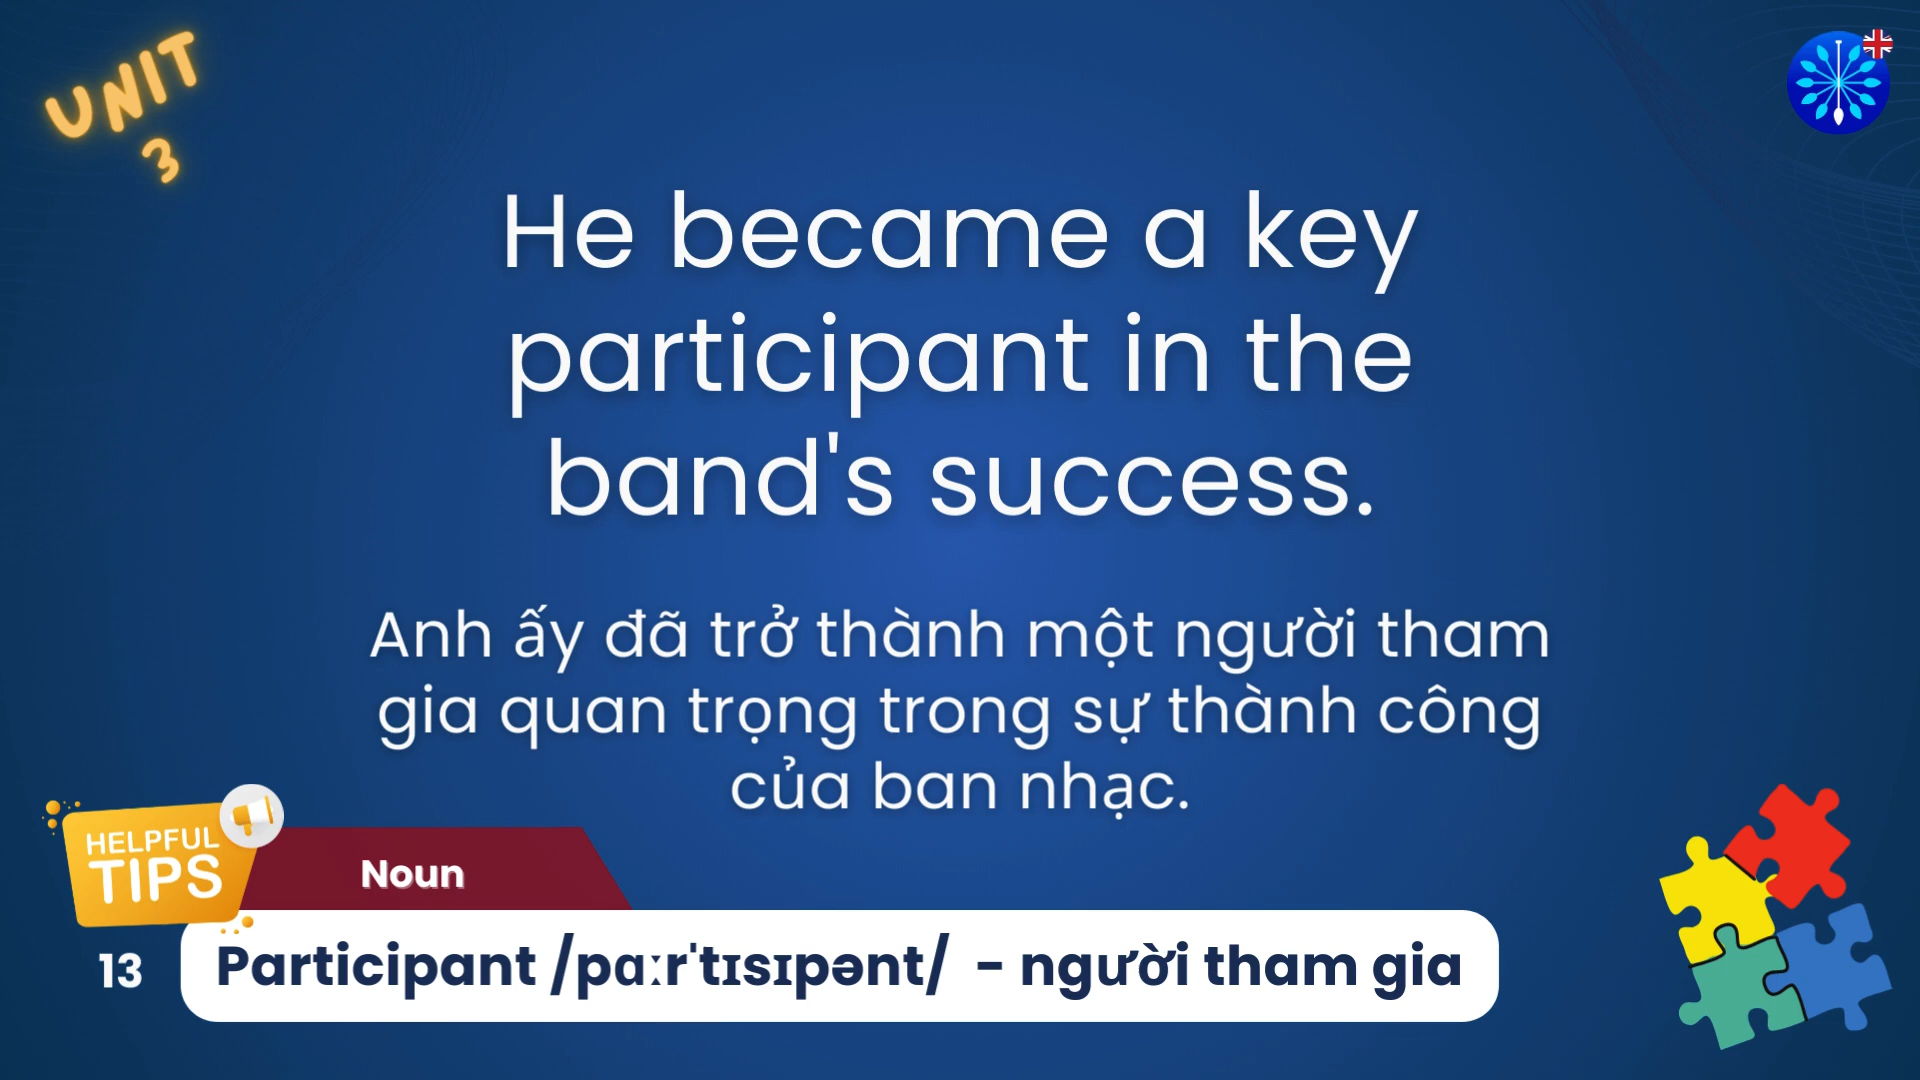 UNIT
3
He became a key
participant in the
band's success.
Anh ấy đã trở thành một người tham
gia quan trọng trong sự thành công
của ban nhạc.
HELPFUL
TIPS
Noun
13
Participant /pɑːrˈtɪsɪpənt/ - người tham gia